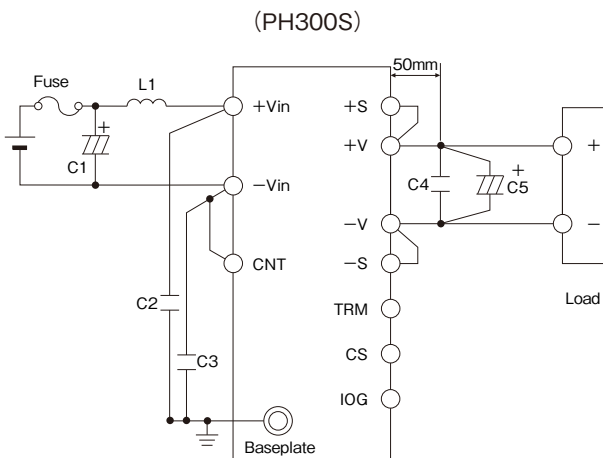 (PH300S)
50mm
Fuse
L1
+Vin
+S
+
C1
+V
+
C4
+
C5
−Vin
−V
−
CNT
−S
Load
C2
TRM
C3
CS
IOG
Baseplate